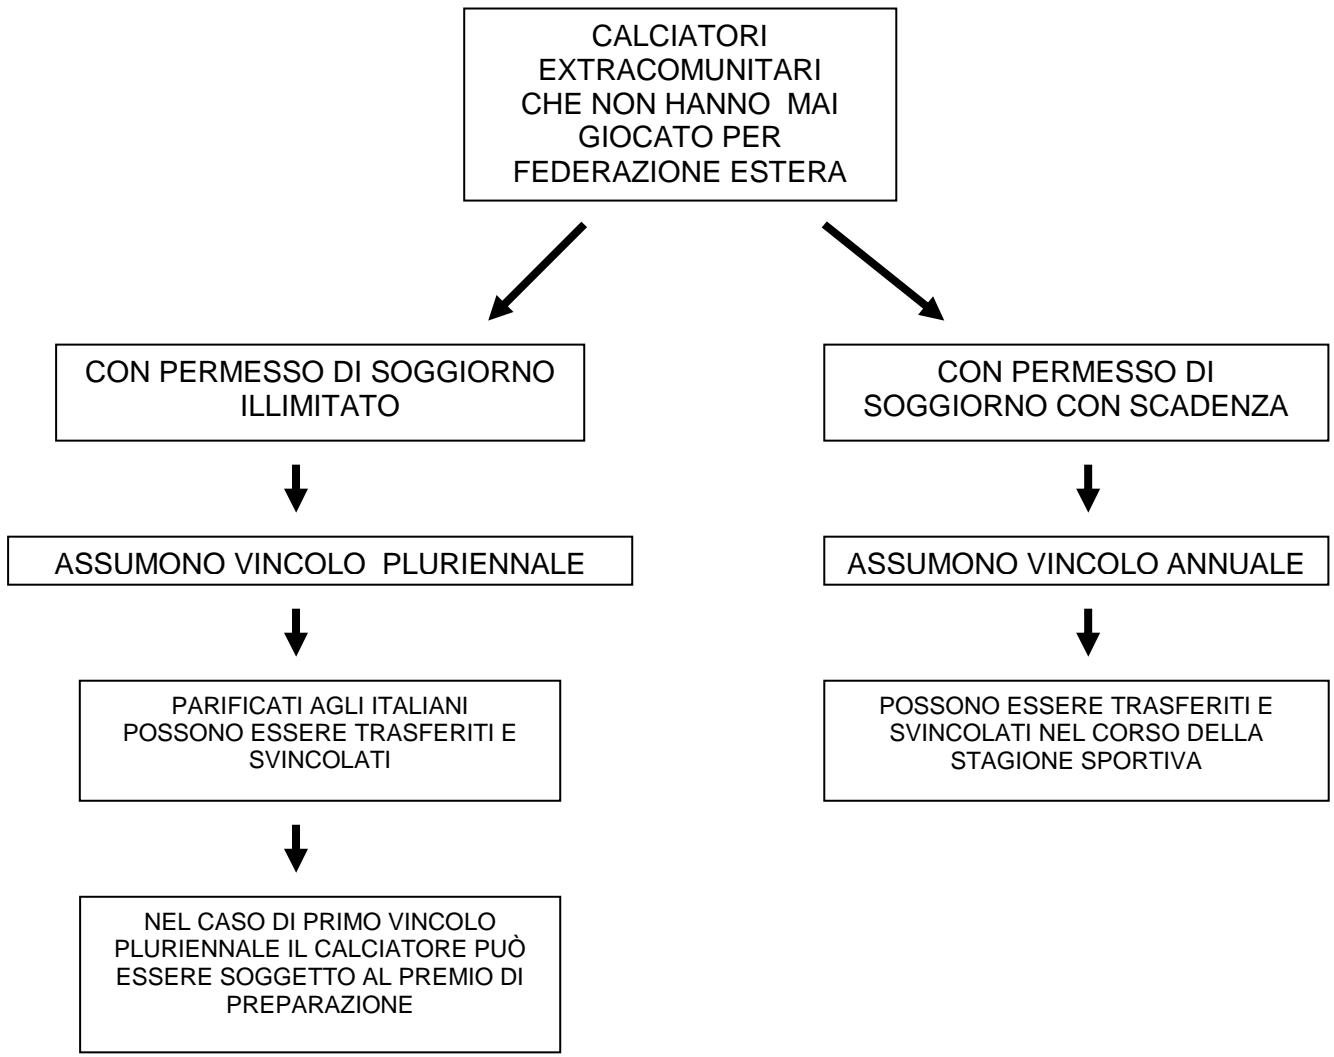 CALCIATORI
EXTRACOMUNITARI
CHE NON HANNO MAI
GIOCATO PER
FEDERAZIONE ESTERA
CON PERMESSO DI SOGGIORNO
ILLIMITATO
CON PERMESSO DI
SOGGIORNO CON SCADENZA
ASSUMONO VINCOLO PLURIENNALE
ASSUMONO VINCOLO ANNUALE
PARIFICATI AGLI ITALIANI
POSSONO ESSERE TRASFERITI E
SVINCOLATI
POSSONO ESSERE TRASFERITI E
SVINCOLATI NEL CORSO DELLA
STAGIONE SPORTIVA
NEL CASO DI PRIMO VINCOLO
PLURIENNALE IL CALCIATORE PUÒ
ESSERE SOGGETTO AL PREMIO DI
PREPARAZIONE